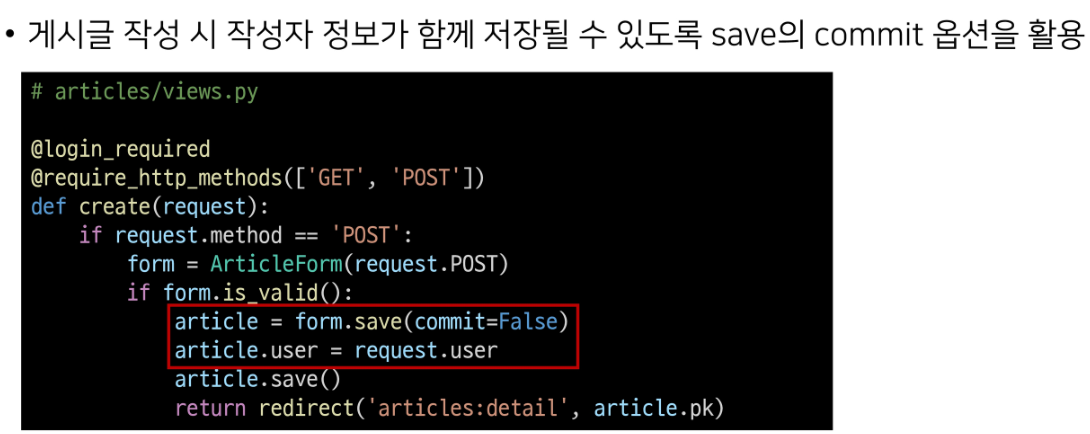 • 게시글 작성 시 작성자 정보가 함께 저장될 수 있도록 save의 commit 옵션을 활용
# articles/views.py
@login_required
@require_http_methods(['GET', 'POST'])
def create(request):
    if request.method == 'POST':
        form = ArticleForm(request.POST)
        if form.is_valid():
            article = form.save(commit=False)
            article.user = request.user
            article.save()
            return redirect('articles:detail', article.pk)